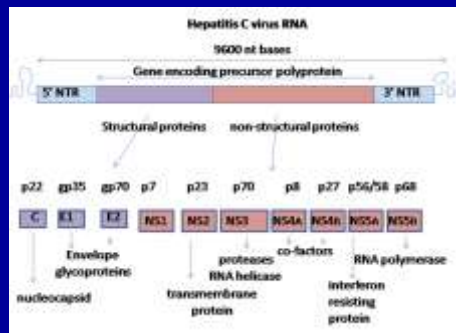 Hepatitis C virus RNA
9600 nt bases
Gene encoding precursor polyprotein
5' NTR
3' NTR
Structural proteins
non-structural proteins
p22 gp35 gp70 p7 p23 p70 p8 p27 p56/58 p68
C E1 E2 NS1 NS2 NS3 NS4A NS4B NS5A NS5B
Envelope
glycoproteins
nucleocapsid
transmembrane
protein
proteases
RNA helicase
co-factors
interferon
resisting
protein
RNA polymerase